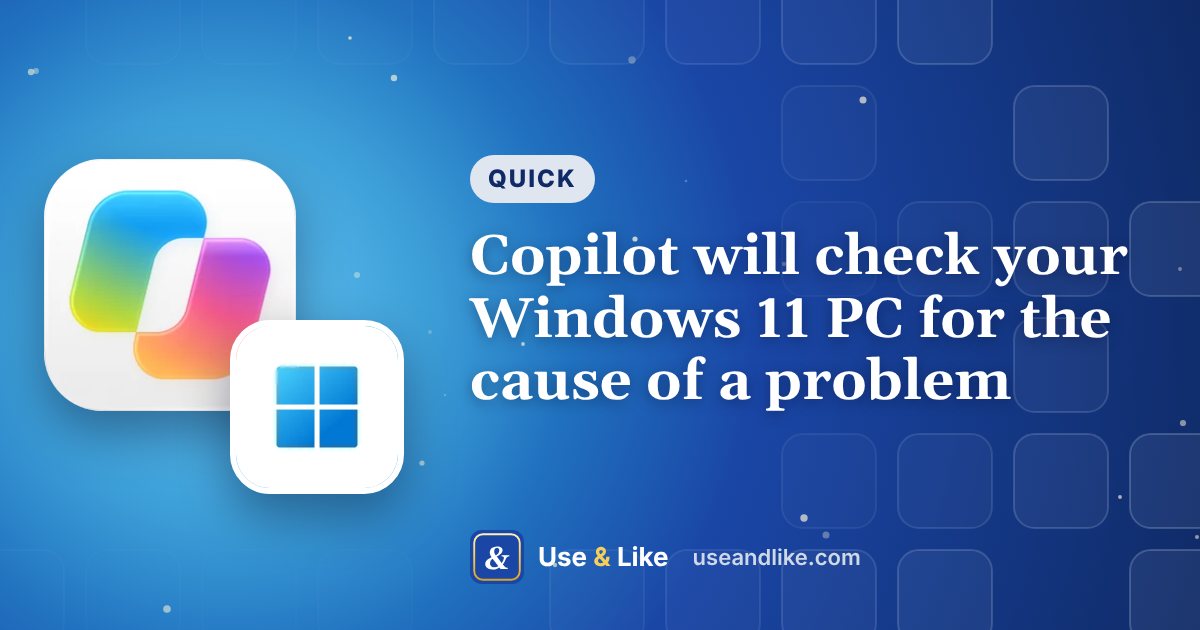 QUICK
Copilot will check your
Windows 11 PC for the
cause of a problem
& Use & Like useandlike.com